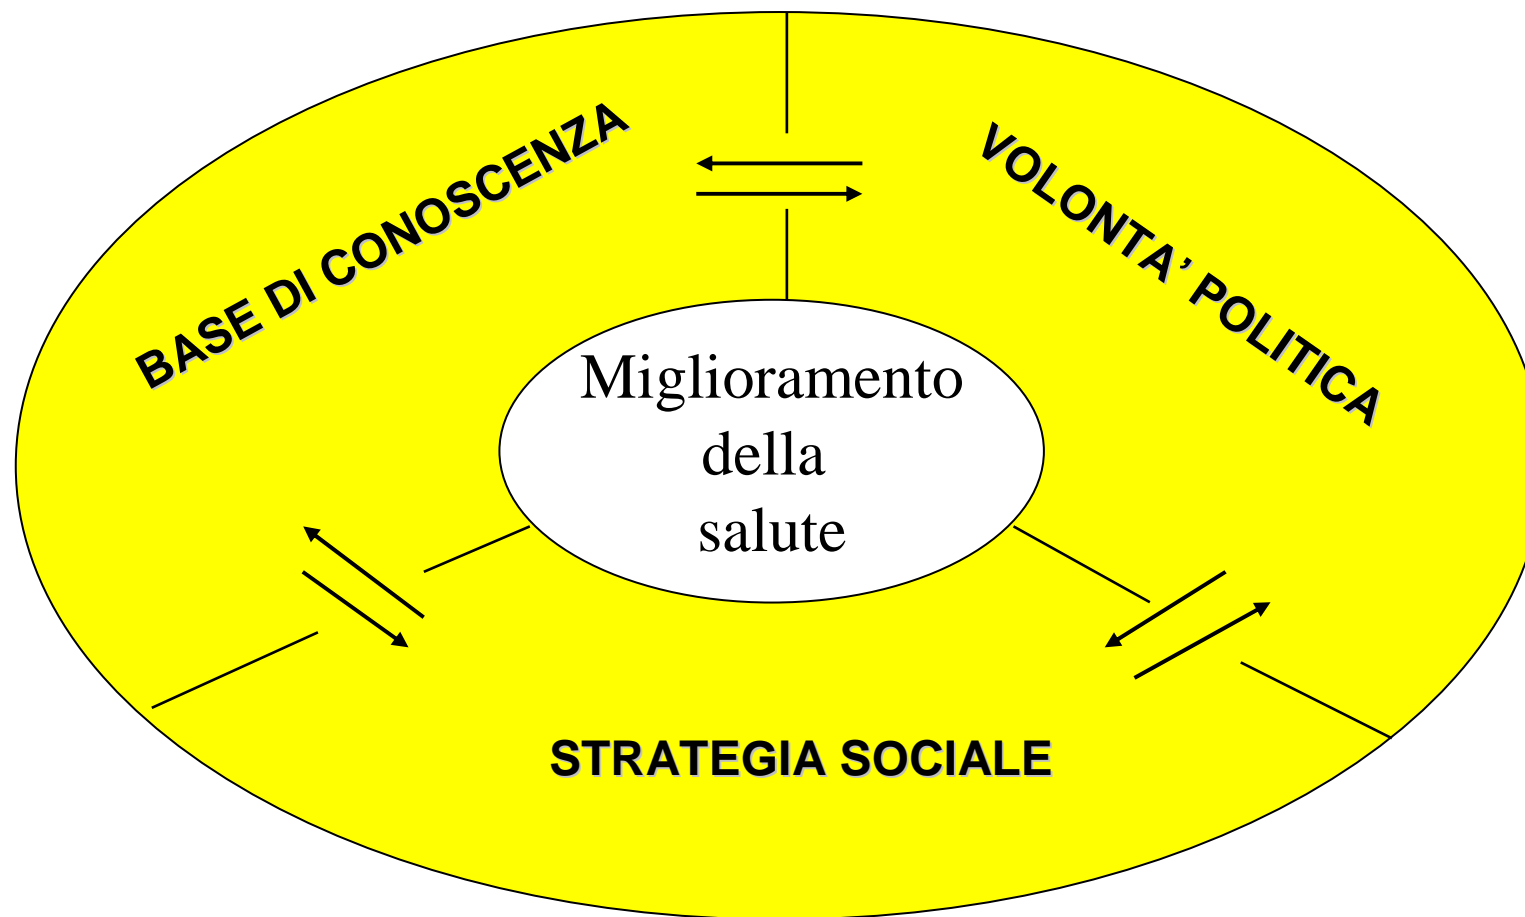 BASE DI CONOSCENZA
VOLONTA’ POLITICA
Miglioramento
della
salute
STRATEGIA SOCIALE